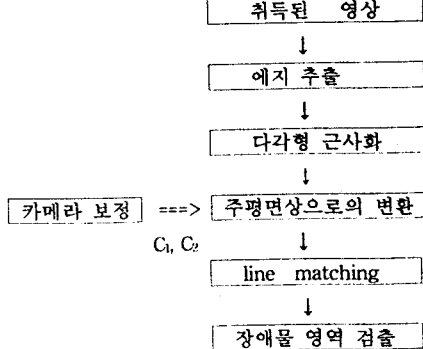 취득된 영상
↓
에지 추출
↓
다각형 근사화
↓
카메라 보정 ===> 주평면상으로의 변환
C₁, C₂
↓
line matching
↓
장애물 영역 검출